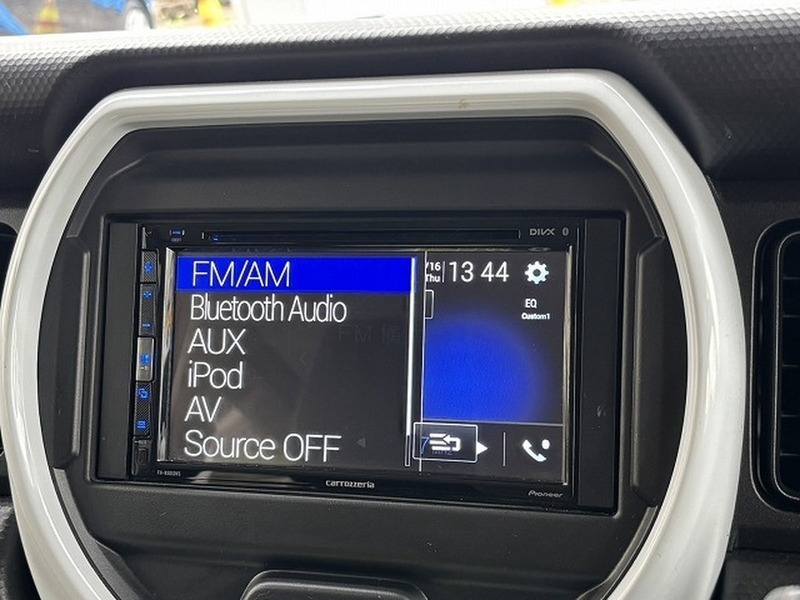 DIVX
FM/AM
Bluetooth Audio
AUX
iPod
AV
Source OFF
/16
Thu
13 44
EQ
Custom1
carrozzeria
Pioneer